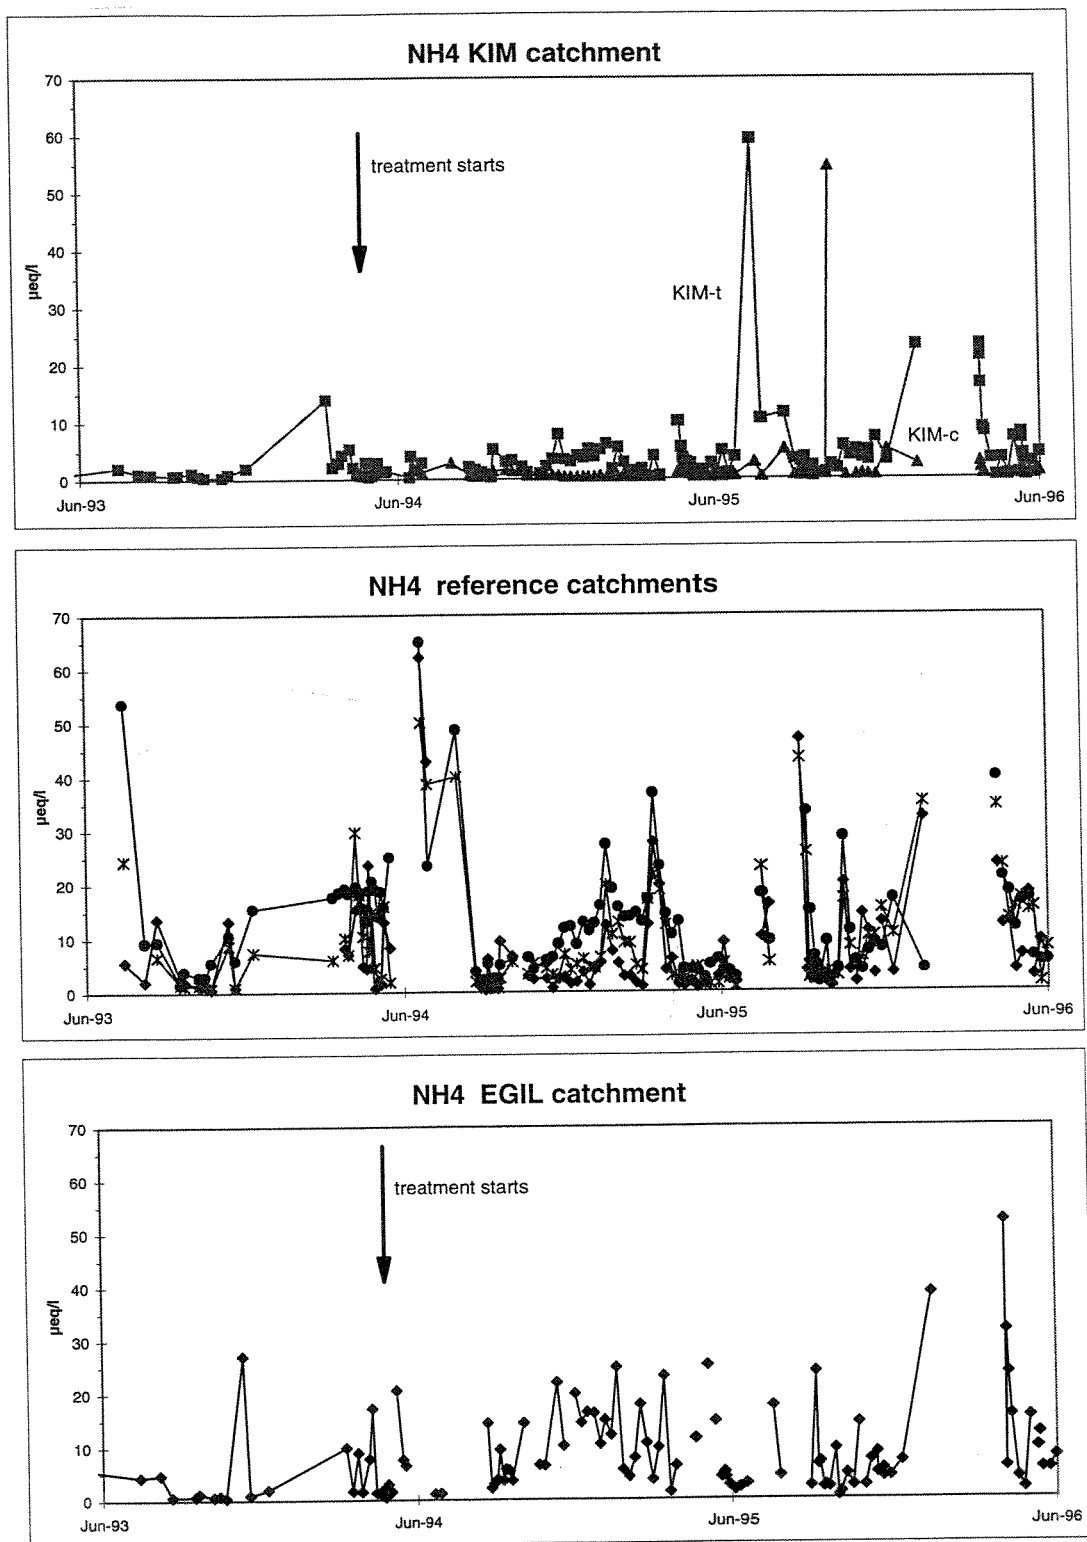 NH4 KIM catchment
70
60
50
40
30
20
10
0
µeq/l
treatment starts
KIM-t
KIM-c
Jun-93
Jun-94
Jun-95
Jun-96
NH4 reference catchments
70
60
50
40
30
20
10
0
µeq/l
Jun-93
Jun-94
Jun-95
Jun-96
NH4 EGIL catchment
70
60
50
40
30
20
10
0
µeq/l
treatment starts
Jun-93
Jun-94
Jun-95
Jun-96